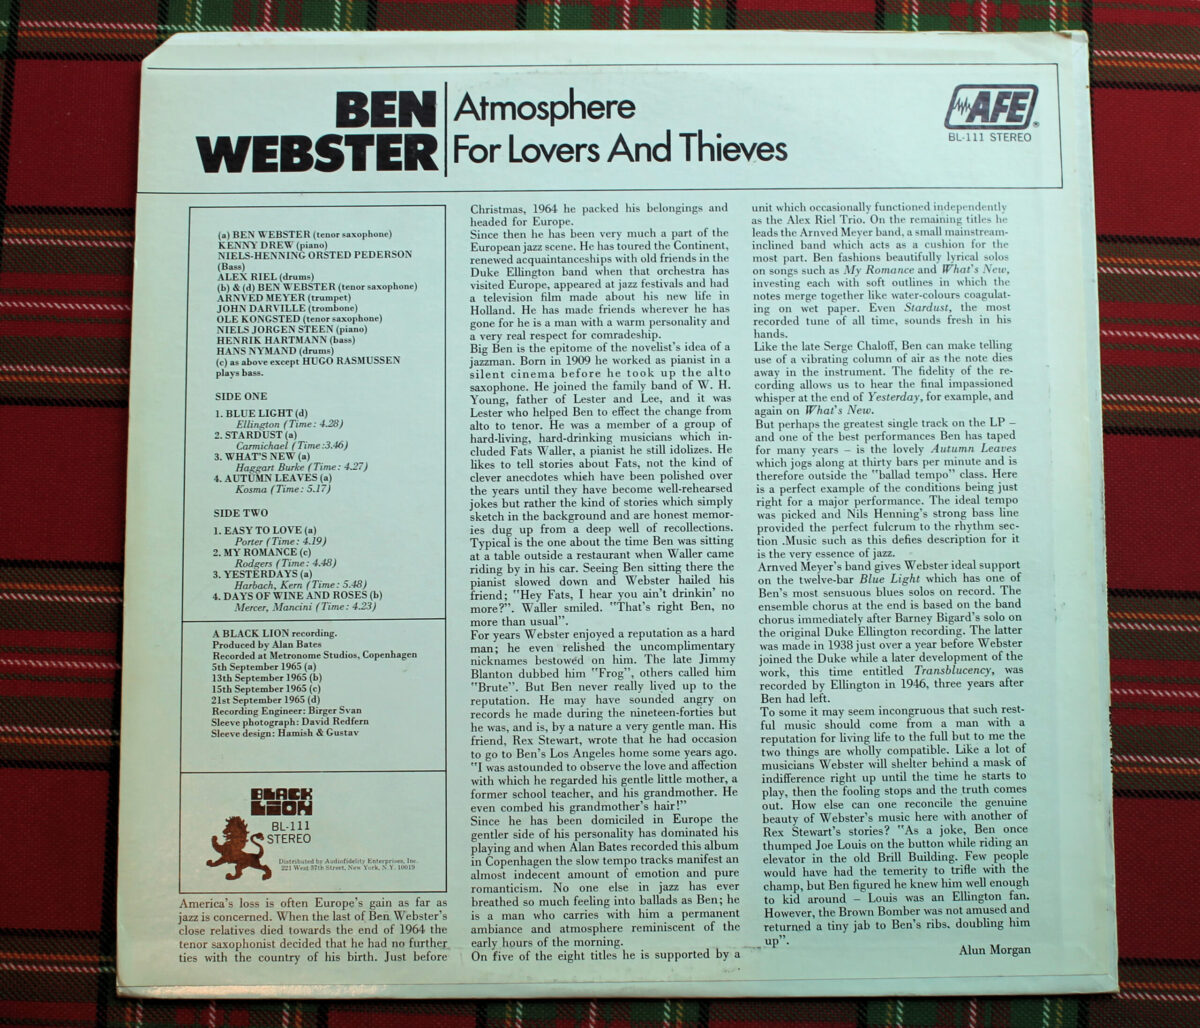 BEN
WEBSTER
Atmosphere
For Lovers And Thieves
AFE®
BL-111 STEREO
(a) BEN WEBSTER (tenor saxophone)
KENNY DREW (piano)
NIELS-HENNING ORSTED PEDERSON
(Bass)
ALEX RIEL (drums)
(b) & (d) BEN WEBSTER (tenor saxophone)
ARNVED MEYER (trumpet)
JOHN DARVILLE (trombone)
OLE KONGSTED (tenor saxophone)
NIELS JORGEN STEEN (piano)
HENRIK HARTMANN (bass)
HANS NYMAND (drums)
(c) as above except HUGO RASMUSSEN
plays bass.
SIDE ONE
1. BLUE LIGHT (d)
Ellington (Time: 4.28)
2. STARDUST (a)
Carmichael (Time:3.46)
3. WHAT'S NEW (a)
Haggart Burke (Time: 4.27)
4. AUTUMN LEAVES (a)
Kosma (Time: 5.17)
SIDE TWO
1. EASY TO LOVE (a)
Porter (Time: 4.19)
2. MY ROMANCE (c)
Rodgers (Time: 4.48)
3. YESTERDAYS (a)
Harbach, Kern (Time: 5.48)
4. DAYS OF WINE AND ROSES (b)
Mercer, Mancini (Time: 4.23)
A BLACK LION recording.
Produced by Alan Bates
Recorded at Metronome Studios, Copenhagen
5th September 1965 (a)
13th September 1965 (b)
15th September 1965 (c)
21st September 1965 (d)
Recording Engineer: Birger Svan
Sleeve photograph: David Redfern
Sleeve design: Hamish & Gustav
BLACK
LION
BL-111
STEREO
Distributed by Audiofidelity Enterprises, Inc.
221 West 57th Street, New York, N.Y. 10019
America's loss is often Europe's gain as far as
jazz is concerned. When the last of Ben Webster's
close relatives died towards the end of 1964 the
tenor saxophonist decided that he had no further
ties with the country of his birth. Just before
Christmas, 1964 he packed his belongings and
headed for Europe.
Since then he has been very much a part of the
European jazz scene. He has toured the Continent,
renewed acquaintanceships with old friends in the
Duke Ellington band when that orchestra has
visited Europe, appeared at jazz festivals and had
a television film made about his new life in
Holland. He has made friends wherever he has
gone for he is a man with a warm personality and
a very real respect for comradeship.
Big Ben is the epitome of the novelist's idea of a
jazzman. Born in 1909 he worked as pianist in a
silent cinema before he took up the alto
saxophone. He joined the family band of W. H.
Young, father of Lester and Lee, and it was
Lester who helped Ben to effect the change from
alto to tenor. He was a member of a group of
hard-living, hard-drinking musicians which in-
cluded Fats Waller, a pianist he still idolizes. He
likes to tell stories about Fats, not the kind of
clever anecdotes which have been polished over
the years until they have become well-rehearsed
jokes but rather the kind of stories which simply
sketch in the background and are honest memor-
ies dug up from a deep well of recollections.
Typical is the one about the time Ben was sitting
at a table outside a restaurant when Waller came
riding by in his car. Seeing Ben sitting there the
pianist slowed down and Webster hailed his
friend; "Hey Fats, I hear you ain't drinkin' no
more?". Waller smiled. "That's right Ben, no
more than usual".
For years Webster enjoyed a reputation as a hard
man; he even relished the uncomplimentary
nicknames bestowed on him. The late Jimmy
Blanton dubbed him "Frog", others called him
"Brute". But Ben never really lived up to the
reputation. He may have sounded angry on
records he made during the nineteen-forties but
he was, and is, by a nature a very gentle man. His
friend, Rex Stewart, wrote that he had occasion
to go to Ben's Los Angeles home some years ago.
"I was astounded to observe the love and affection
with which he regarded his gentle little mother, a
former school teacher, and his grandmother. He
even combed his grandmother's hair!"
Since he has been domiciled in Europe the
gentler side of his personality has dominated his
playing and when Alan Bates recorded this album
in Copenhagen the slow tempo tracks manifest an
almost indecent amount of emotion and pure
romanticism. No one else in jazz has ever
breathed so much feeling into ballads as Ben; he
is a man who carries with him a permanent
ambiance and atmosphere reminiscent of the
early hours of the morning.
On five of the eight titles he is supported by a
unit which occasionally functioned independently
as the Alex Riel Trio. On the remaining titles he
leads the Arnved Meyer band, a small mainstream-
inclined band which acts as a cushion for the
most part. Ben fashions beautifully lyrical solos
on songs such as My Romance and What's New,
investing each with soft outlines in which the
notes merge together like water-colours coagulat-
ing on wet paper. Even Stardust, the most
recorded tune of all time, sounds fresh in his
hands.
Like the late Serge Chaloff, Ben can make telling
use of a vibrating column of air as the note dies
away in the instrument. The fidelity of the re-
cording allows us to hear the final impassioned
whisper at the end of Yesterday, for example, and
again on What's New.
But perhaps the greatest single track on the LP –
and one of the best performances Ben has taped
for many years – is the lovely Autumn Leaves
which jogs along at thirty bars per minute and is
therefore outside the "ballad tempo" class. Here
is a perfect example of the conditions being just
right for a major performance. The ideal tempo
was picked and Nils Henning's strong bass line
provided the perfect fulcrum to the rhythm sec-
tion .Music such as this defies description for it
is the very essence of jazz.
Arnved Meyer's band gives Webster ideal support
on the twelve-bar Blue Light which has one of
Ben's most sensuous blues solos on record. The
ensemble chorus at the end is based on the band
chorus immediately after Barney Bigard's solo on
the original Duke Ellington recording. The latter
was made in 1938 just over a year before Webster
joined the Duke while a later development of the
work, this time entitled Transblucency, was
recorded by Ellington in 1946, three years after
Ben had left.
To some it may seem incongruous that such rest-
ful music should come from a man with a
reputation for living life to the full but to me the
two things are wholly compatible. Like a lot of
musicians Webster will shelter behind a mask of
indifference right up until the time he starts to
play, then the fooling stops and the truth comes
out. How else can one reconcile the genuine
beauty of Webster's music here with another of
Rex Stewart's stories? "As a joke, Ben once
thumped Joe Louis on the button while riding an
elevator in the old Brill Building. Few people
would have had the temerity to trifle with the
champ, but Ben figured he knew him well enough
to kid around – Louis was an Ellington fan.
However, the Brown Bomber was not amused and
returned a tiny jab to Ben's ribs, doubling him
up".
Alun Morgan